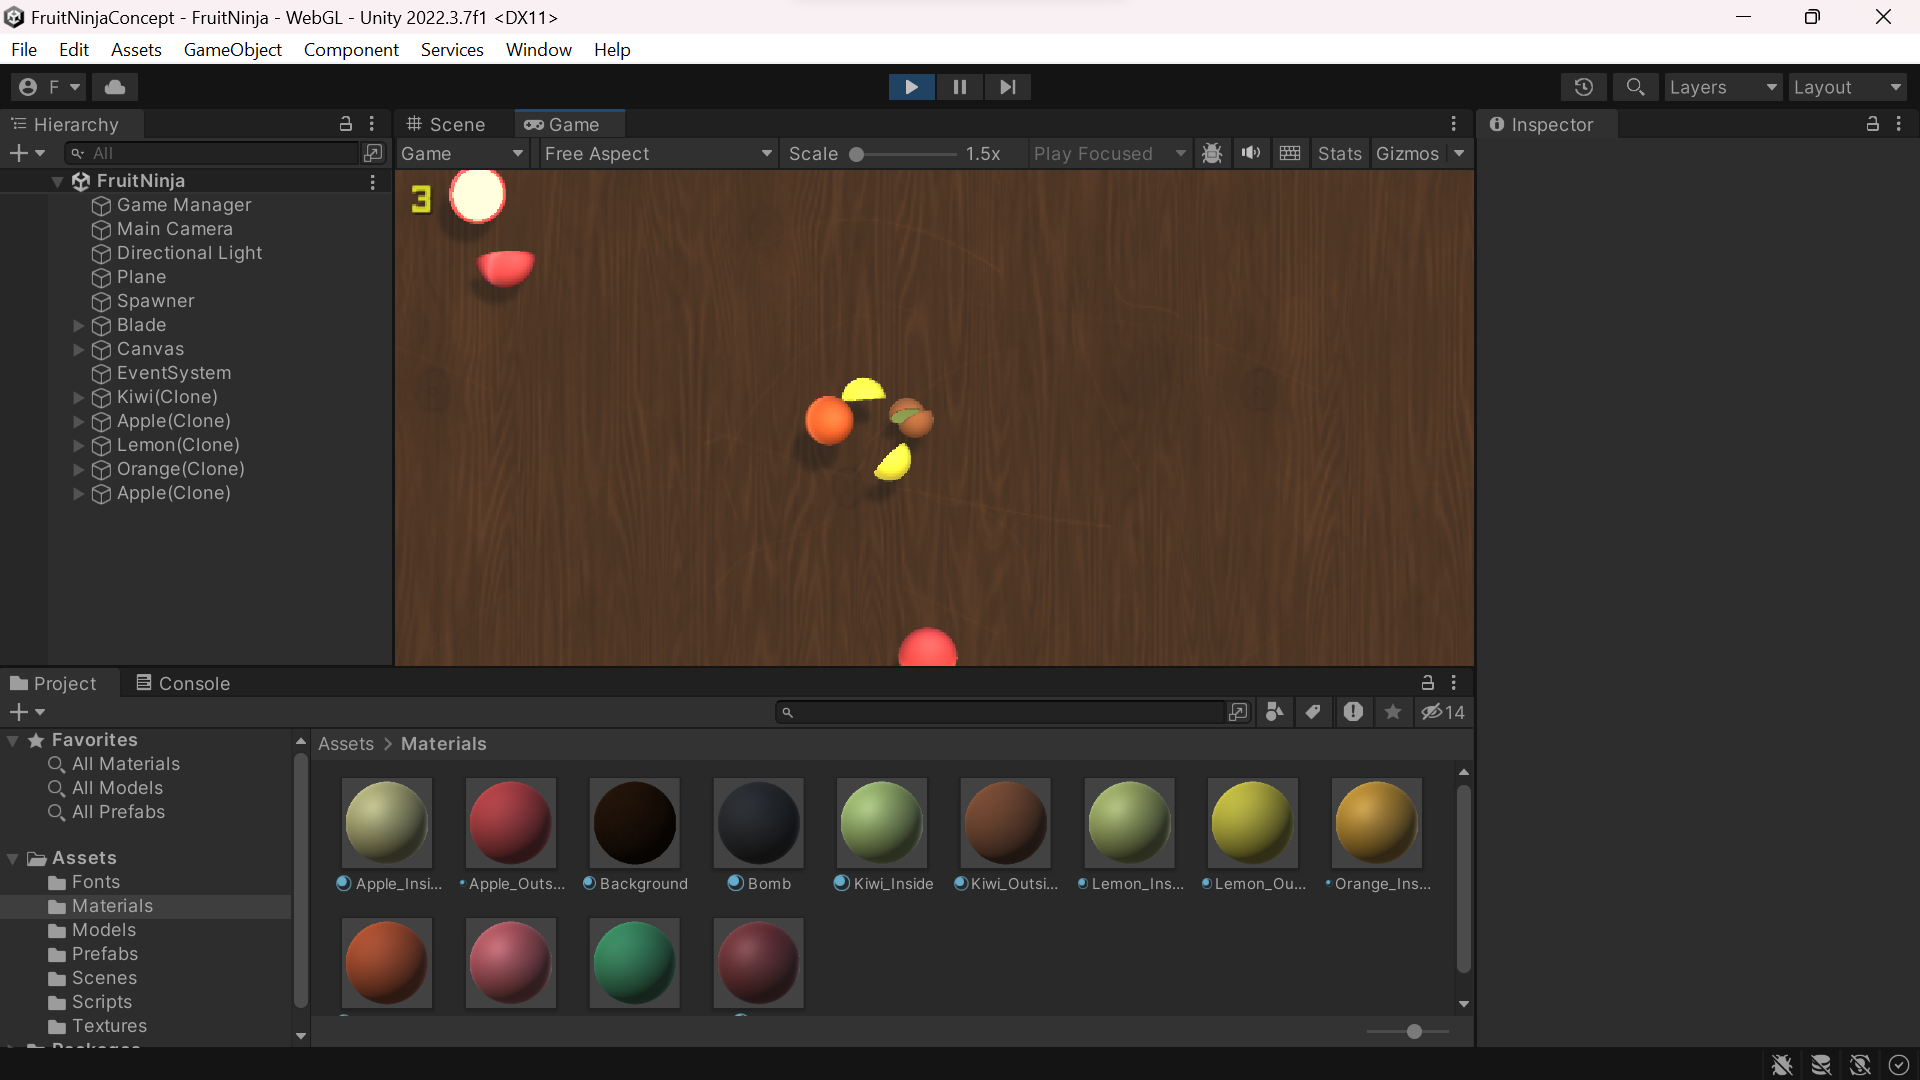 FruitNinjaConcept - FruitNinja - WebGL - Unity 2022.3.7f1 <DX11>
File Edit Assets GameObject Component Services Window Help
F
Layers Layout
Hierarchy
Scene Game
Inspector
All
Game Free Aspect Scale 1.5x Play Focused Stats Gizmos
FruitNinja
Game Manager
Main Camera
Directional Light
Plane
Spawner
Blade
Canvas
EventSystem
Kiwi(Clone)
Apple(Clone)
Lemon(Clone)
Orange(Clone)
Apple(Clone)
3
Project Console
14
Favorites
All Materials
All Models
All Prefabs
Assets
Fonts
Materials
Models
Prefabs
Scenes
Scripts
Textures
Assets > Materials
Apple_Insi... Apple_Outs... Background Bomb Kiwi_Inside Kiwi_Outsi... Lemon_Ins... Lemon_Ou... Orange_Ins...